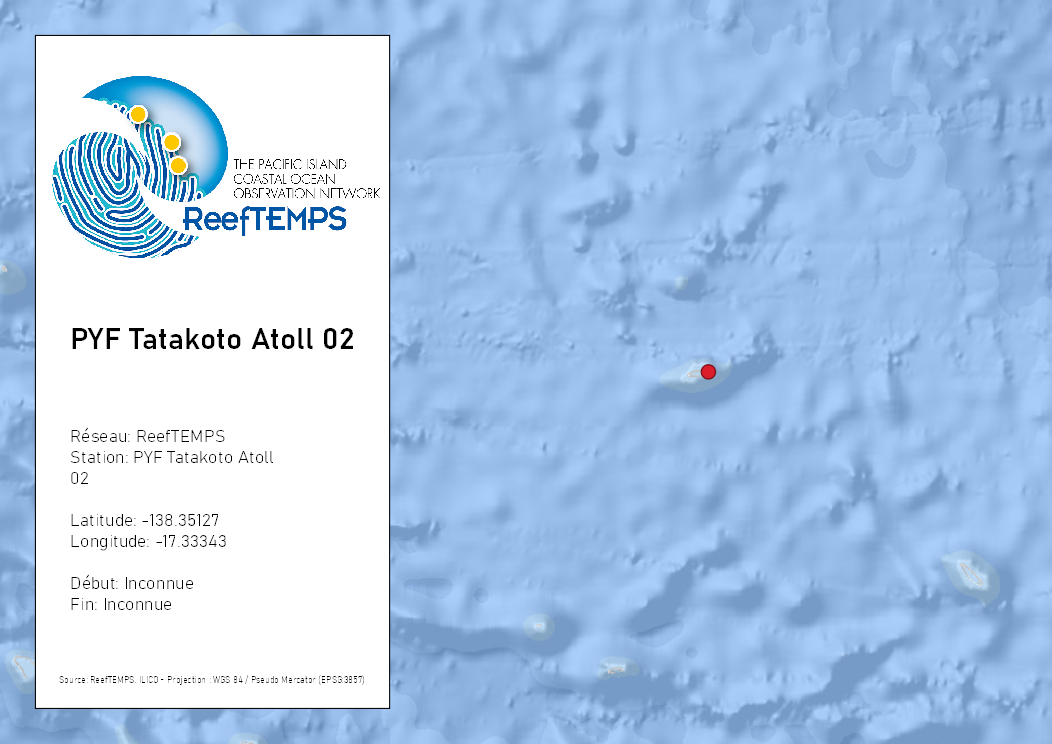 THE PACIFIC ISLAND
COASTAL OCEAN
OBSERVATION NETWORK
ReefTEMPS
PYF Tatakoto Atoll 02
Réseau: ReefTEMPS
Station: PYF Tatakoto Atoll
02
Latitude: -138.35127
Longitude: -17.33343
Début: Inconnue
Fin: Inconnue
Source: ReefTEMPS, ILICO - Projection : WGS 84 / Pseudo Mercator (EPSG:3857)